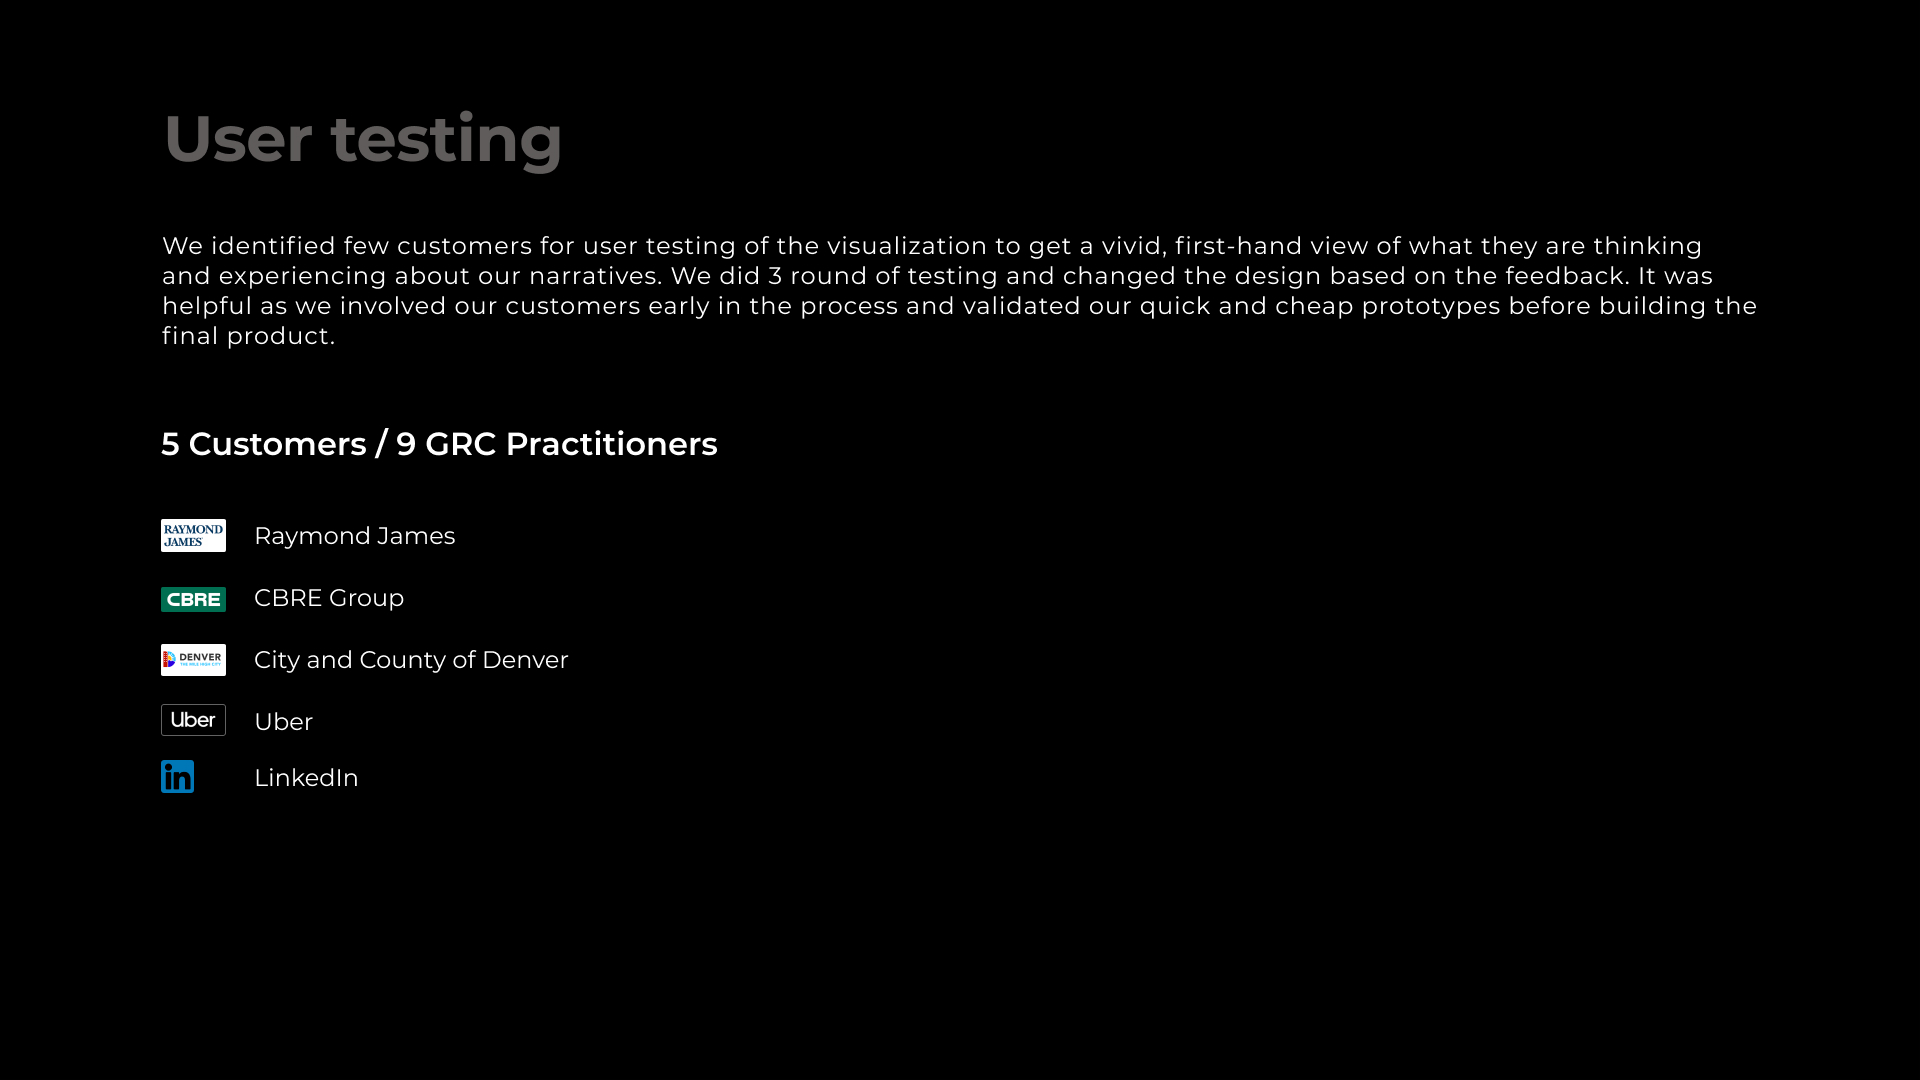 User testing
We identified few customers for user testing of the visualization to get a vivid, first-hand view of what they are thinking
and experiencing about our narratives. We did 3 round of testing and changed the design based on the feedback. It was
helpful as we involved our customers early in the process and validated our quick and cheap prototypes before building the
final product.
5 Customers / 9 GRC Practitioners
RAYMOND
JAMES
Raymond James
CBRE
CBRE Group
DENVER
THE MILE HIGH CITY
City and County of Denver
Uber
Uber
in
LinkedIn